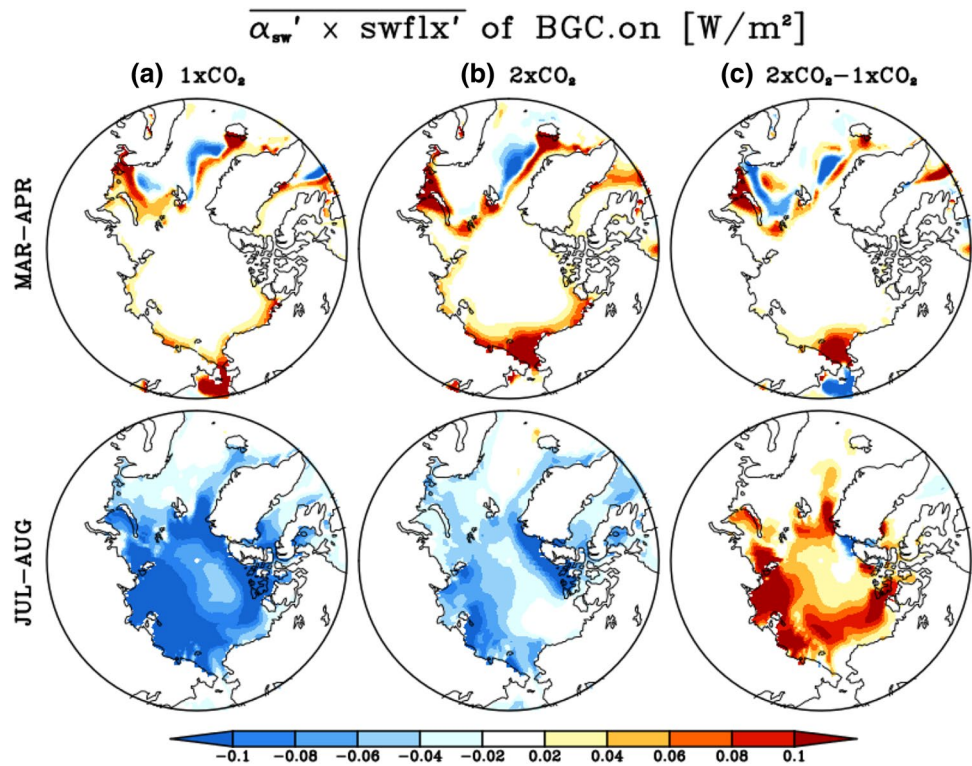 α_sw' × swflx' of BGC.on [W/m²]
(a) 1xCO₂ (b) 2xCO₂ (c) 2xCO₂−1xCO₂
MAR−APR
JUL−AUG
-0.1 -0.08 -0.06 -0.04 -0.02 0.02 0.04 0.06 0.08 0.1